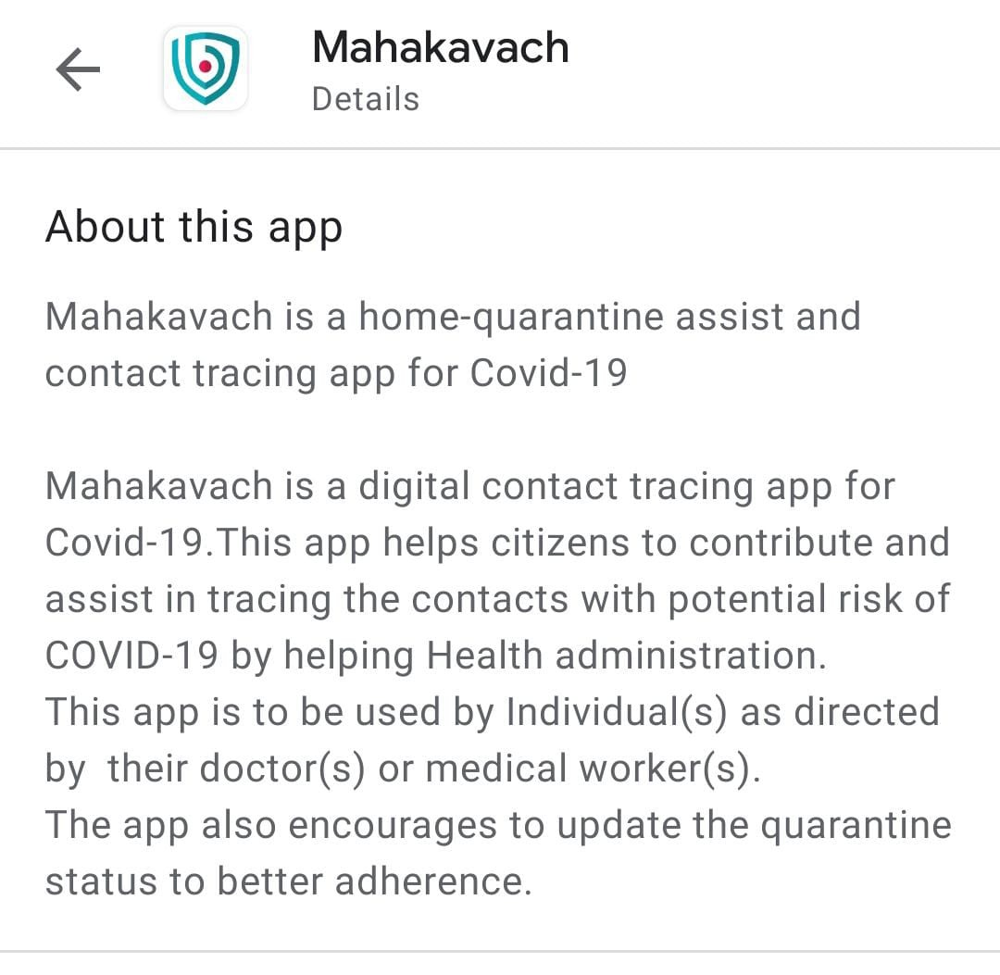 Mahakavach
Details
About this app
Mahakavach is a home-quarantine assist and
contact tracing app for Covid-19
Mahakavach is a digital contact tracing app for
Covid-19.This app helps citizens to contribute and
assist in tracing the contacts with potential risk of
COVID-19 by helping Health administration.
This app is to be used by Individual(s) as directed
by  their doctor(s) or medical worker(s).
The app also encourages to update the quarantine
status to better adherence.